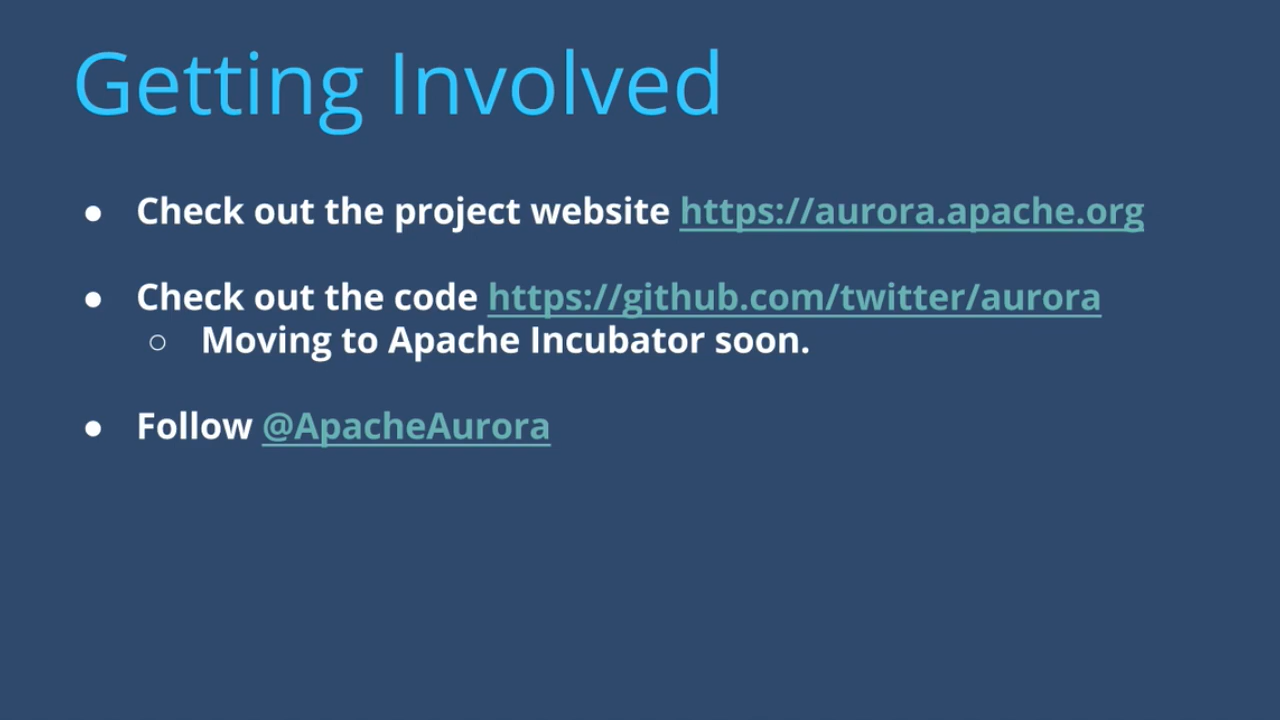 Getting Involved
● Check out the project website https://aurora.apache.org
● Check out the code https://github.com/twitter/aurora
○ Moving to Apache Incubator soon.
● Follow @ApacheAurora